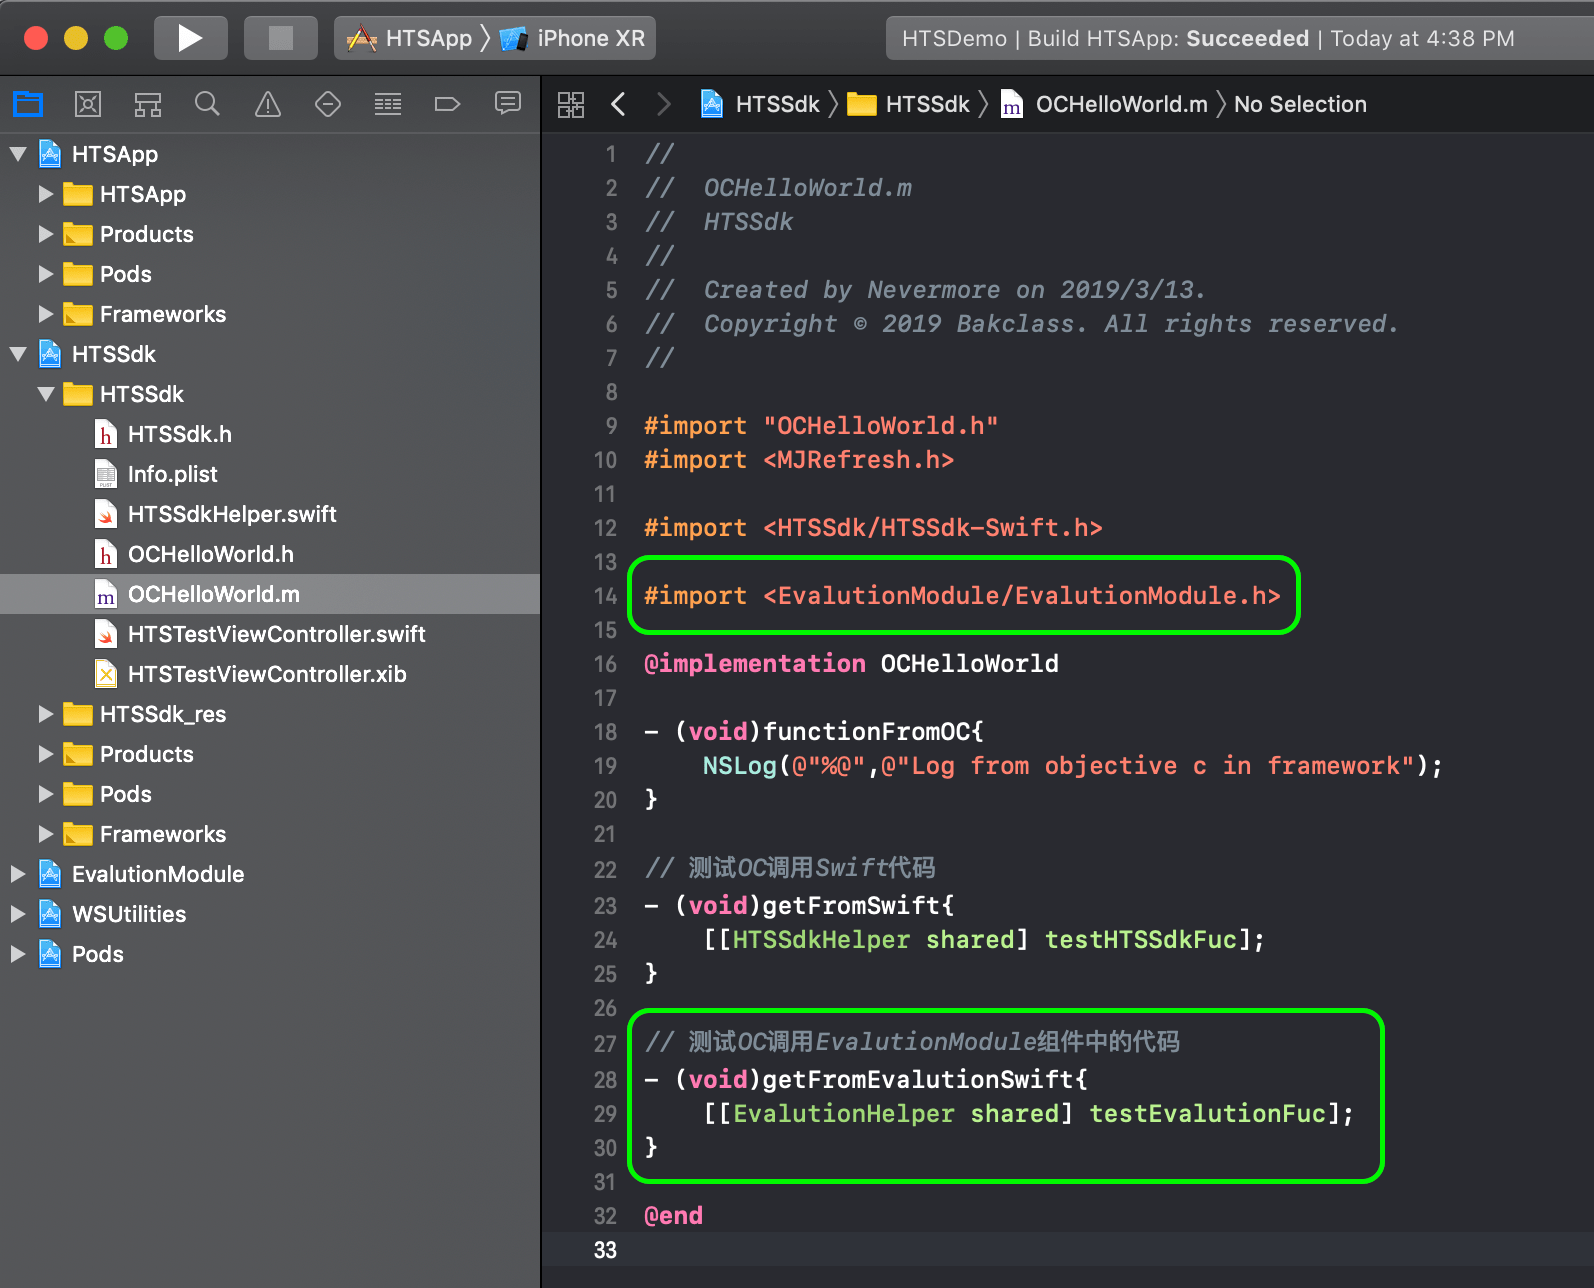 HTSApp 〉 iPhone XR
HTSDemo | Build HTSApp: Succeeded | Today at 4:38 PM
HTSSdk 〉 HTSSdk 〉 m OCHelloWorld.m 〉 No Selection
HTSApp
HTSApp
Products
Pods
Frameworks
HTSSdk
HTSSdk
h HTSSdk.h
Info.plist
HTSSdkHelper.swift
h OCHelloWorld.h
m OCHelloWorld.m
HTSTestViewController.swift
HTSTestViewController.xib
HTSSdk_res
Products
Pods
Frameworks
EvalutionModule
WSUtilities
Pods
1 //
2 //  OCHelloWorld.m
3 //  HTSSdk
4 //
5 //  Created by Nevermore on 2019/3/13.
6 //  Copyright © 2019 Bakclass. All rights reserved.
7 //
8
9 #import "OCHelloWorld.h"
10 #import <MJRefresh.h>
11
12 #import <HTSSdk/HTSSdk-Swift.h>
13
14 #import <EvalutionModule/EvalutionModule.h>
15
16 @implementation OCHelloWorld
17
18 - (void)functionFromOC{
19     NSLog(@"%@",@"Log from objective c in framework");
20 }
21
22 // 测试OC调用Swift代码
23 - (void)getFromSwift{
24     [[HTSSdkHelper shared] testHTSSdkFuc];
25 }
26
27 // 测试OC调用EvalutionModule组件中的代码
28 - (void)getFromEvalutionSwift{
29     [[EvalutionHelper shared] testEvalutionFuc];
30 }
31
32 @end
33